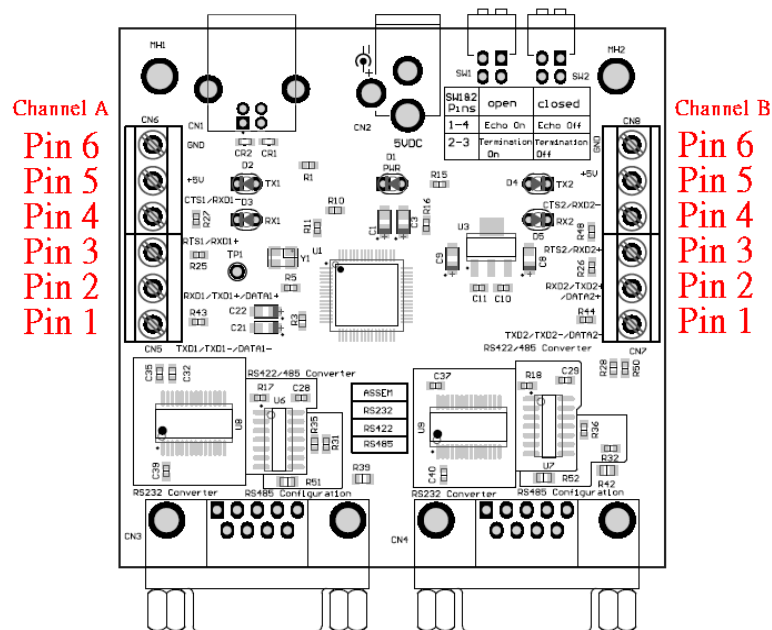 MH1
MH2
SW1
SW2
SW1&2 Pins open closed
1-4 Echo On Echo Off
2-3 Termination On Termination Off
Channel A
Channel B
CN6
CN1
CN2
5VDC
CN8
Pin 6
GND
CR2 CR1
GND
Pin 6
D2
R1
D1
PWR
R15
Pin 5
+5V
TX1
D4
TX2
+5V
Pin 5
CTS1/RXD1-
D3
R10
CTS2/RXD2-
Pin 4
R27
RX1
R11
C1
C3
R16
U3
RX2
D5
R48
Pin 4
RTS1/RXD1+
RTS2/RXD2+
Pin 3
R25
TP1
Y1
U1
C9
C8
R26
Pin 3
Pin 2
RXD1/TXD1+/DATA1+
R5
C11 C10
RXD2/TXD2+
/DATA2+
Pin 2
Pin 1
R43
C22
C21
R3
R44
Pin 1
CN5
TXD1/TXD1-/DATA1-
TXD2/TXD2-/DATA2-
CN7
RS422/485 Converter
R28
R50
C35
C32
RS422/485 Converter
R17
U6
C28
ASSEM
RS232
RS422
RS485
C37
R18
C29
U8
R35
R31
U9
R36
R32
C39
R51
R39
C40
U7
R52
R42
RS232 Converter
RS485 Configuration
RS232 Converter
RS485 Configuration
CN3
CN4